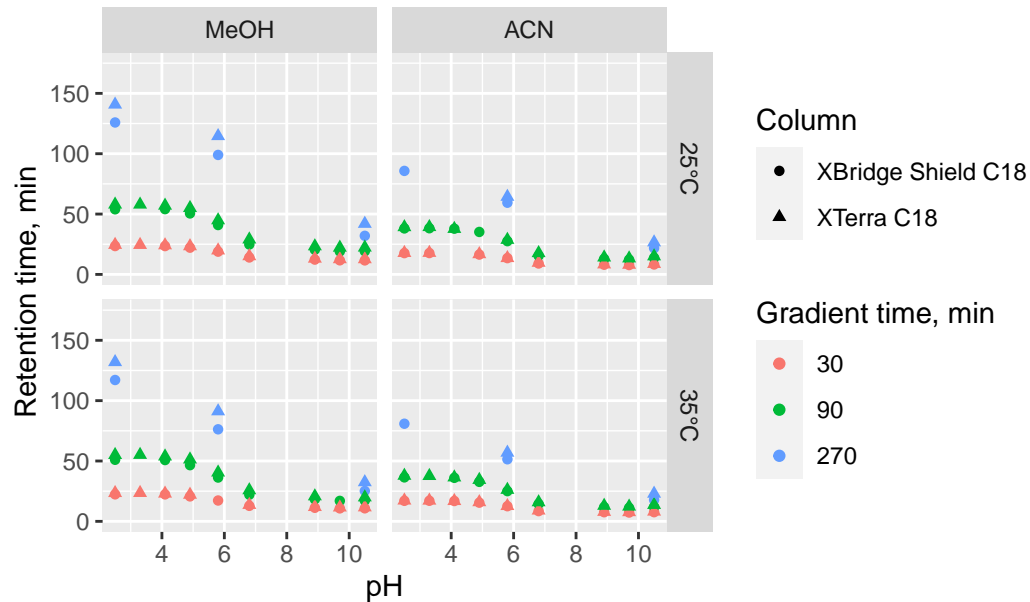 MeOH
ACN
150
100
50
0
25°C
150
100
50
0
35°C
Retention time, min
4
6
8
10
4
6
8
10
pH
Column
XBridge Shield C18
XTerra C18
Gradient time, min
30
90
270